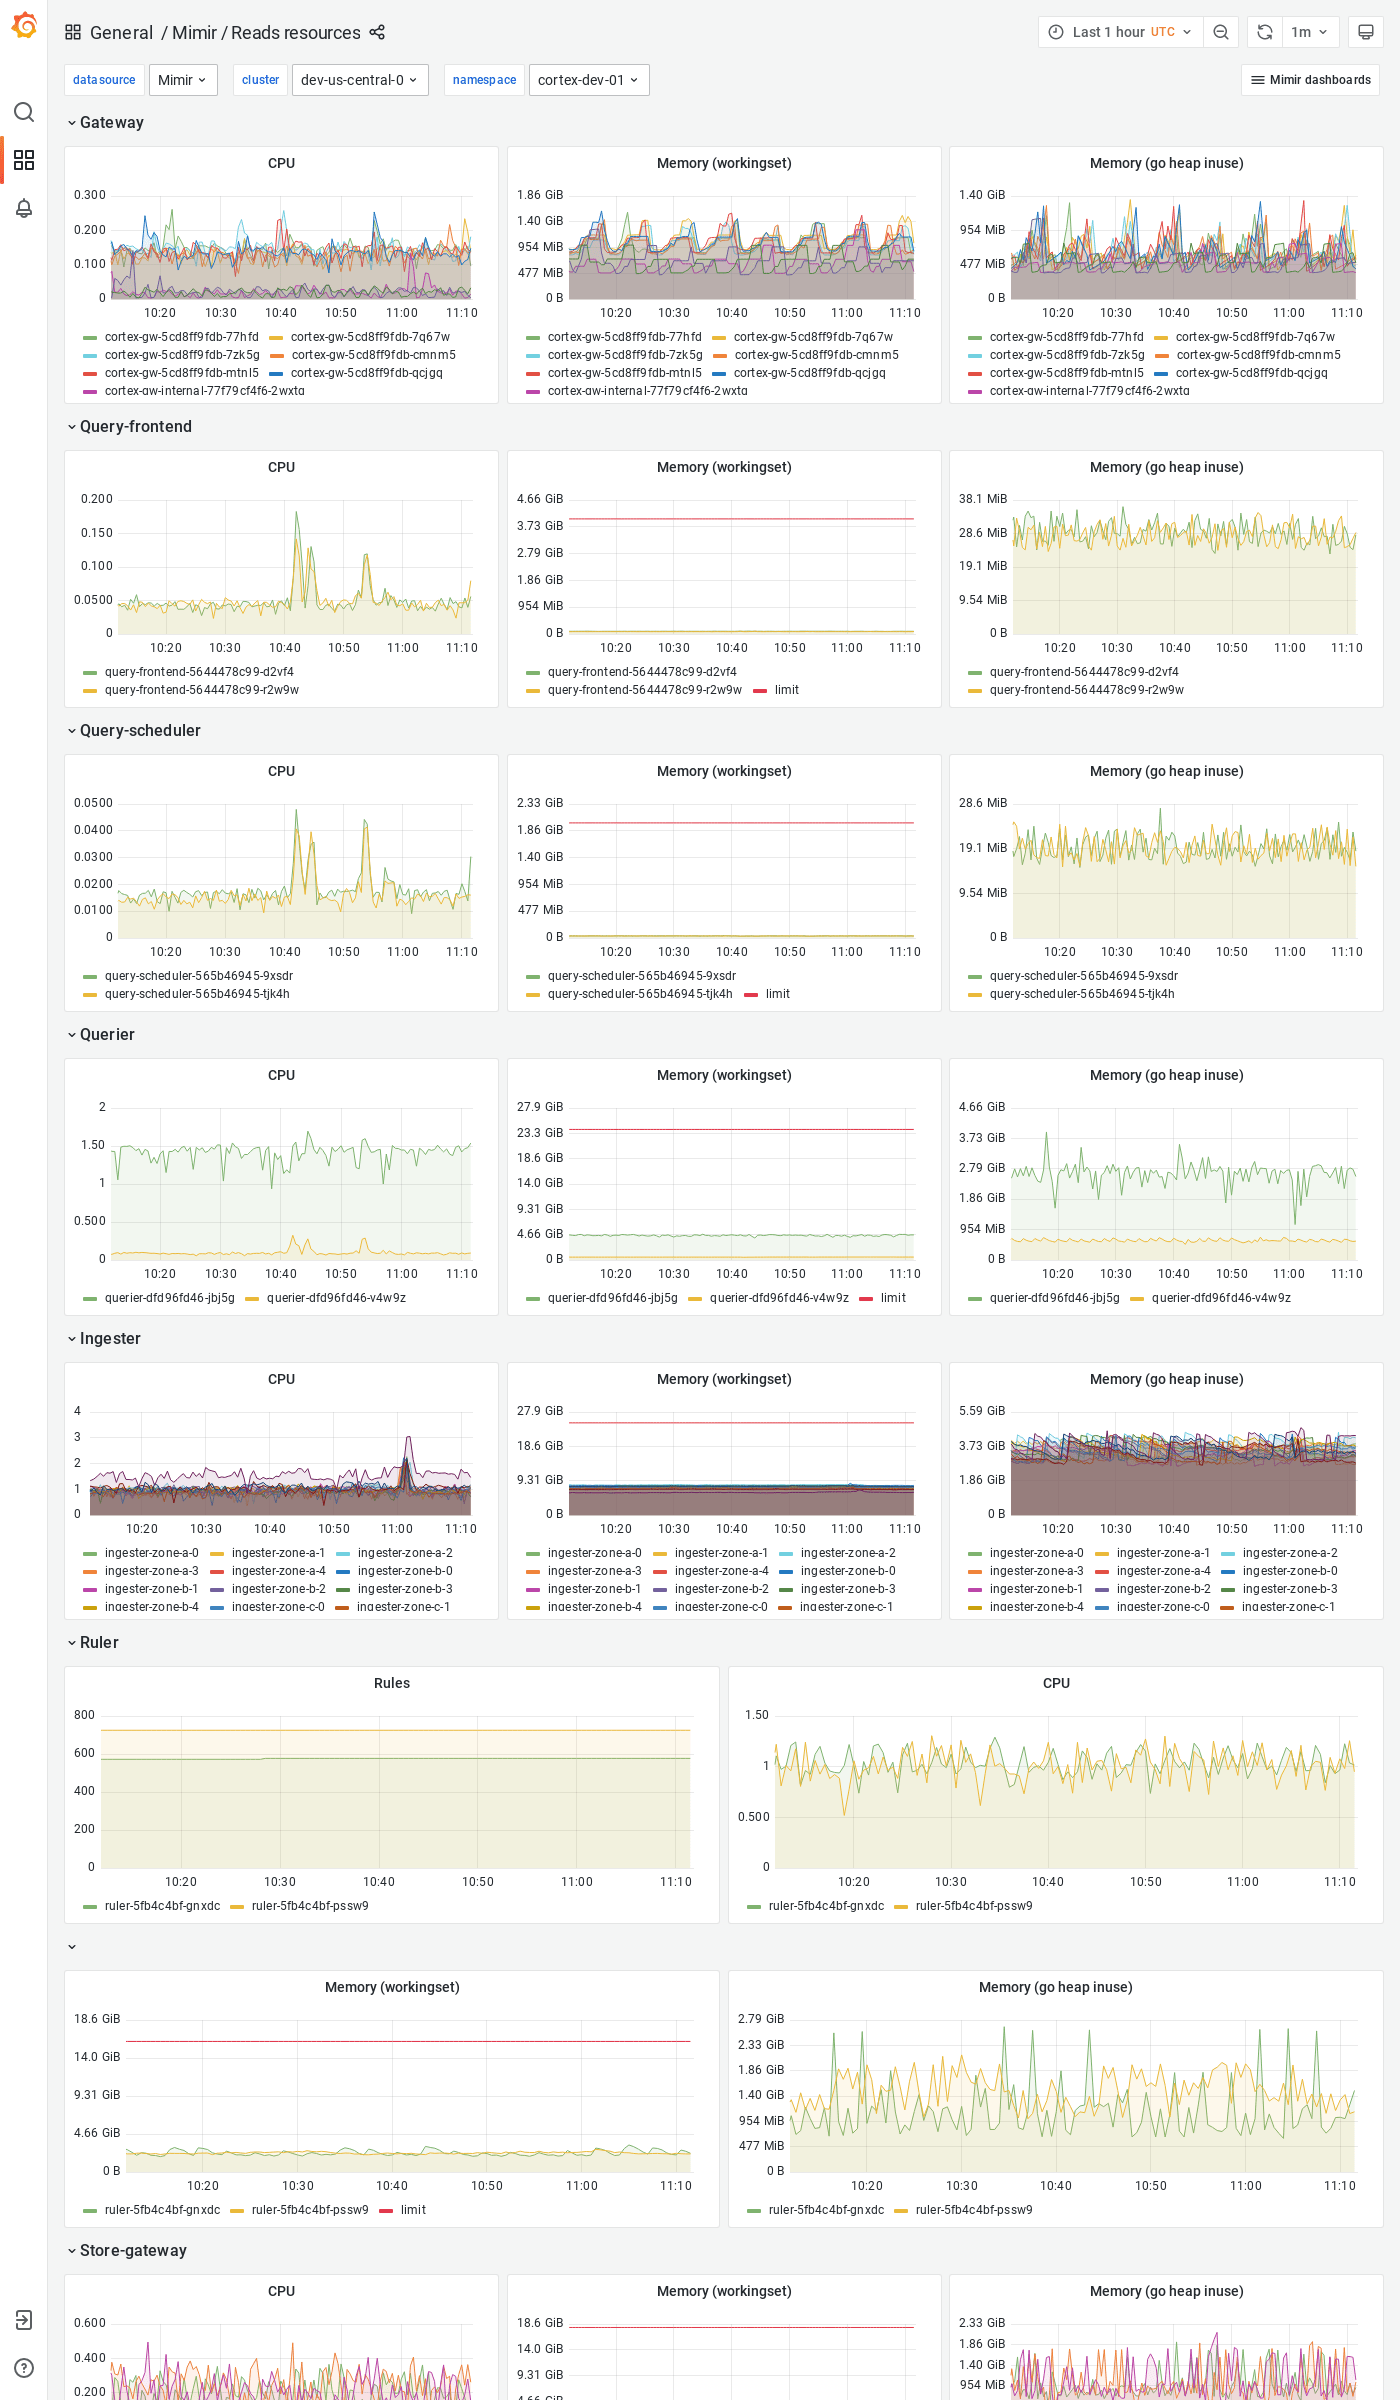 General / Mimir / Reads resources
Last 1 hour UTC
1m
datasource Mimir cluster dev-us-central-0 namespace cortex-dev-01
Mimir dashboards
Gateway
CPU
0.300
0.200
0.100
0
10:20 10:30 10:40 10:50 11:00 11:10
cortex-gw-5cd8ff9fdb-77hfd cortex-gw-5cd8ff9fdb-7q67w
cortex-gw-5cd8ff9fdb-7zk5g cortex-gw-5cd8ff9fdb-cmnm5
cortex-gw-5cd8ff9fdb-mtnl5 cortex-gw-5cd8ff9fdb-qcjgq
cortex-gw-internal-77f79cf4f6-2wxtq
Memory (workingset)
1.86 GiB
1.40 GiB
954 MiB
477 MiB
0 B
10:20 10:30 10:40 10:50 11:00 11:10
cortex-gw-5cd8ff9fdb-77hfd cortex-gw-5cd8ff9fdb-7q67w
cortex-gw-5cd8ff9fdb-7zk5g cortex-gw-5cd8ff9fdb-cmnm5
cortex-gw-5cd8ff9fdb-mtnl5 cortex-gw-5cd8ff9fdb-qcjgq
cortex-gw-internal-77f79cf4f6-2wxtq
Memory (go heap inuse)
1.40 GiB
954 MiB
477 MiB
0 B
10:20 10:30 10:40 10:50 11:00 11:10
cortex-gw-5cd8ff9fdb-77hfd cortex-gw-5cd8ff9fdb-7q67w
cortex-gw-5cd8ff9fdb-7zk5g cortex-gw-5cd8ff9fdb-cmnm5
cortex-gw-5cd8ff9fdb-mtnl5 cortex-gw-5cd8ff9fdb-qcjgq
cortex-gw-internal-77f79cf4f6-2wxtq
Query-frontend
CPU
0.200
0.150
0.100
0.0500
0
10:20 10:30 10:40 10:50 11:00 11:10
query-frontend-5644478c99-d2vf4
query-frontend-5644478c99-r2w9w
Memory (workingset)
4.66 GiB
3.73 GiB
2.79 GiB
1.86 GiB
954 MiB
0 B
10:20 10:30 10:40 10:50 11:00 11:10
query-frontend-5644478c99-d2vf4
query-frontend-5644478c99-r2w9w limit
Memory (go heap inuse)
38.1 MiB
28.6 MiB
19.1 MiB
9.54 MiB
0 B
10:20 10:30 10:40 10:50 11:00 11:10
query-frontend-5644478c99-d2vf4
query-frontend-5644478c99-r2w9w
Query-scheduler
CPU
0.0500
0.0400
0.0300
0.0200
0.0100
0
10:20 10:30 10:40 10:50 11:00 11:10
query-scheduler-565b46945-9xsdr
query-scheduler-565b46945-tjk4h
Memory (workingset)
2.33 GiB
1.86 GiB
1.40 GiB
954 MiB
477 MiB
0 B
10:20 10:30 10:40 10:50 11:00 11:10
query-scheduler-565b46945-9xsdr
query-scheduler-565b46945-tjk4h limit
Memory (go heap inuse)
28.6 MiB
19.1 MiB
9.54 MiB
0 B
10:20 10:30 10:40 10:50 11:00 11:10
query-scheduler-565b46945-9xsdr
query-scheduler-565b46945-tjk4h
Querier
CPU
2
1.50
1
0.500
0
10:20 10:30 10:40 10:50 11:00 11:10
querier-dfd96fd46-jbj5g querier-dfd96fd46-v4w9z
Memory (workingset)
27.9 GiB
23.3 GiB
18.6 GiB
14.0 GiB
9.31 GiB
4.66 GiB
0 B
10:20 10:30 10:40 10:50 11:00 11:10
querier-dfd96fd46-jbj5g querier-dfd96fd46-v4w9z limit
Memory (go heap inuse)
4.66 GiB
3.73 GiB
2.79 GiB
1.86 GiB
954 MiB
0 B
10:20 10:30 10:40 10:50 11:00 11:10
querier-dfd96fd46-jbj5g querier-dfd96fd46-v4w9z
Ingester
CPU
4
3
2
1
0
10:20 10:30 10:40 10:50 11:00 11:10
ingester-zone-a-0 ingester-zone-a-1 ingester-zone-a-2
ingester-zone-a-3 ingester-zone-a-4 ingester-zone-b-0
ingester-zone-b-1 ingester-zone-b-2 ingester-zone-b-3
ingester-zone-b-4 ingester-zone-c-0 ingester-zone-c-1
Memory (workingset)
27.9 GiB
18.6 GiB
9.31 GiB
0 B
10:20 10:30 10:40 10:50 11:00 11:10
ingester-zone-a-0 ingester-zone-a-1 ingester-zone-a-2
ingester-zone-a-3 ingester-zone-a-4 ingester-zone-b-0
ingester-zone-b-1 ingester-zone-b-2 ingester-zone-b-3
ingester-zone-b-4 ingester-zone-c-0 ingester-zone-c-1
Memory (go heap inuse)
5.59 GiB
3.73 GiB
1.86 GiB
0 B
10:20 10:30 10:40 10:50 11:00 11:10
ingester-zone-a-0 ingester-zone-a-1 ingester-zone-a-2
ingester-zone-a-3 ingester-zone-a-4 ingester-zone-b-0
ingester-zone-b-1 ingester-zone-b-2 ingester-zone-b-3
ingester-zone-b-4 ingester-zone-c-0 ingester-zone-c-1
Ruler
Rules
800
600
400
200
0
10:20 10:30 10:40 10:50 11:00 11:10
ruler-5fb4c4bf-gnxdc ruler-5fb4c4bf-pssw9
CPU
1.50
1
0.500
0
10:20 10:30 10:40 10:50 11:00 11:10
ruler-5fb4c4bf-gnxdc ruler-5fb4c4bf-pssw9
Memory (workingset)
18.6 GiB
14.0 GiB
9.31 GiB
4.66 GiB
0 B
10:20 10:30 10:40 10:50 11:00 11:10
ruler-5fb4c4bf-gnxdc ruler-5fb4c4bf-pssw9 limit
Memory (go heap inuse)
2.79 GiB
2.33 GiB
1.86 GiB
1.40 GiB
954 MiB
477 MiB
0 B
10:20 10:30 10:40 10:50 11:00 11:10
ruler-5fb4c4bf-gnxdc ruler-5fb4c4bf-pssw9
Store-gateway
CPU
0.600
0.400
0.200
Memory (workingset)
18.6 GiB
14.0 GiB
9.31 GiB
4.66 GiB
Memory (go heap inuse)
2.33 GiB
1.86 GiB
1.40 GiB
954 MiB